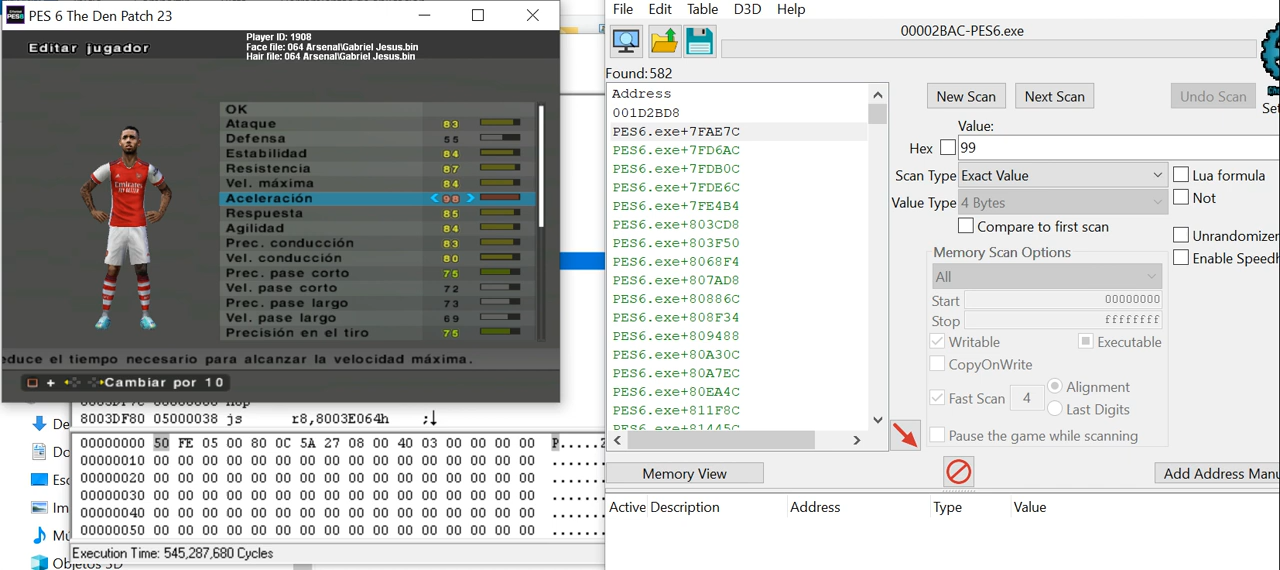 PES 6 The Den Patch 23
Editar jugador
Player ID: 1908
Face file: 064 Arsenal\Gabriel Jesus.bin
Hair file: 064 Arsenal\Gabriel Jesus.bin
OK
Ataque 83
Defensa 55
Estabilidad 84
Resistencia 87
Vel. máxima 84
Aceleración 98
Respuesta 85
Agilidad 84
Prec. conducción 83
Vel. conducción 80
Prec. pase corto 75
Vel. pase corto 72
Prec. pase largo 73
Vel. pase largo 69
Precisión en el tiro 75
educe el tiempo necesario para alcanzar la velocidad máxima.
+ Cambiar por 10
8003DF80 05000038 js r8,8003E064h ;
00000000 50 FE
00 80 0C 5A 27 08 00 40 03 00 00 00 00
00000010 00 00 00 00 00 00 00 00 00 00 00 00 00 00 00 00
00000020 00 00 00 00 00 00 00 00 00 00 00 00 00 00 00 00
00000030 00 00 00 00 00 00 00 00 00 00 00 00 00 00 00 00
00000040 00 00 00 00 00 00 00 00 00 00 00 00 00 00 00 00
00000050 00 00 00 00 00 00 00 00 00 00 00 00 00 00 00 00
Execution Time: 545,287,680 Cycles
De
Do
Esc
Im
Mú
Objetos 3D
File Edit Table D3D Help
00002BAC-PES6.exe
Found:582
Address
001D2BD8
PES6.exe+7FAE7C
PES6.exe+7FD6AC
PES6.exe+7FDB0C
PES6.exe+7FDE6C
PES6.exe+7FE4B4
PES6.exe+803CD8
PES6.exe+803F50
PES6.exe+8068F4
PES6.exe+807AD8
PES6.exe+80886C
PES6.exe+808F34
PES6.exe+809488
PES6.exe+80A30C
PES6.exe+80A7EC
PES6.exe+80EA4C
PES6.exe+811F8C
PES6.exe+81445C
New Scan Next Scan Undo Scan
Value:
Hex 99
Scan Type Exact Value
Value Type 4 Bytes
Compare to first scan
Lua formula
Not
Unrandomizer
Enable Speedh
Memory Scan Options
All
Start 00000000
Stop ffffffff
Writable Executable
CopyOnWrite
Fast Scan 4 Alignment
Last Digits
Pause the game while scanning
Memory View
Add Address Manu
Active Description Address Type Value